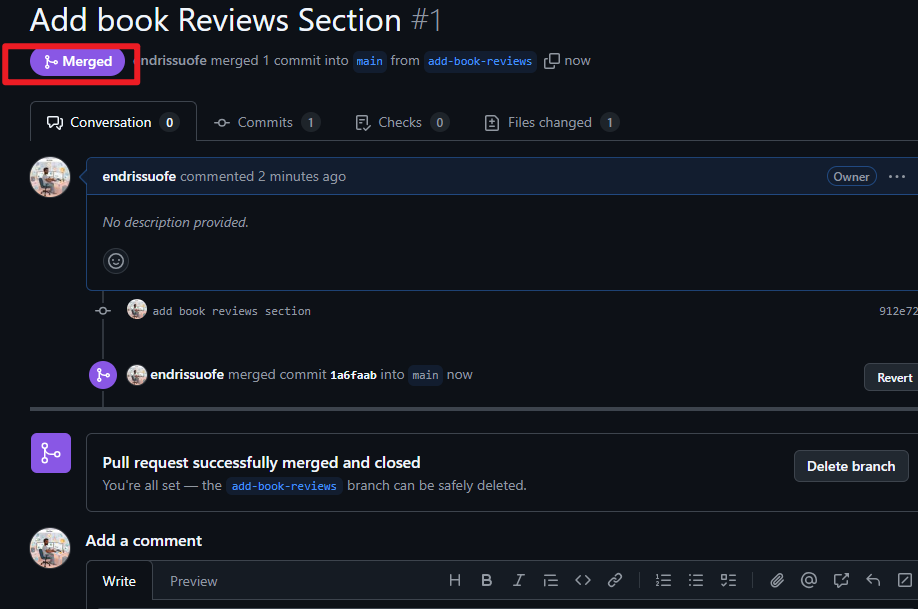 Add book Reviews Section #1
Merged endrissuofe merged 1 commit into main from add-book-reviews now
Conversation 0 Commits 1 Checks 0 Files changed 1
endrissuofe commented 2 minutes ago Owner
No description provided.
add book reviews section 912e72
endrissuofe merged commit 1a6faab into main now Revert
Pull request successfully merged and closed
Delete branch
You're all set — the add-book-reviews branch can be safely deleted.
Add a comment
Write Preview